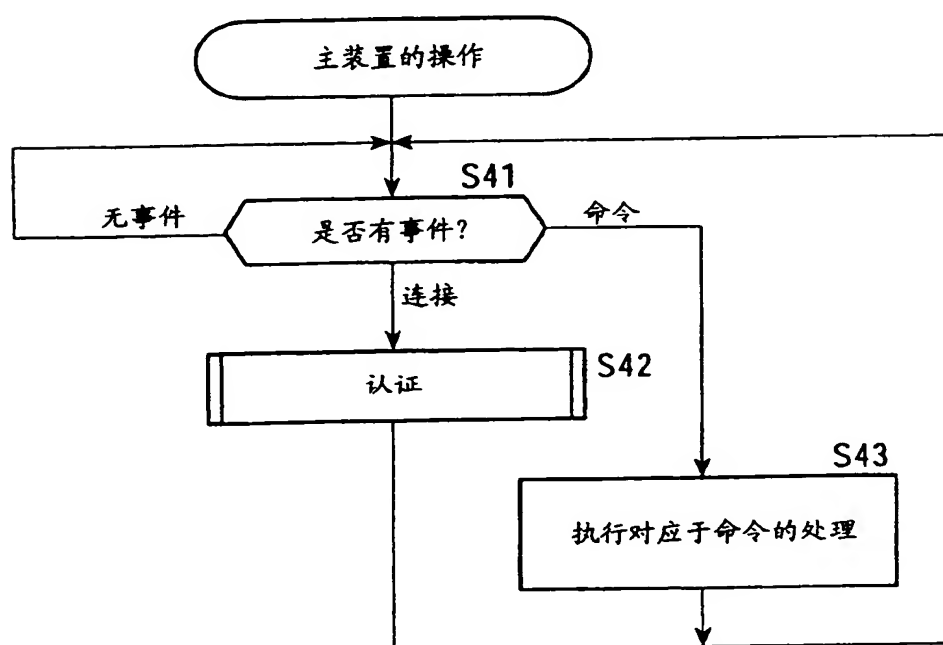 主装置的操作
S41
无事件
是否有事件?
命令
连接
认证
S42
S43
执行对应于命令的处理